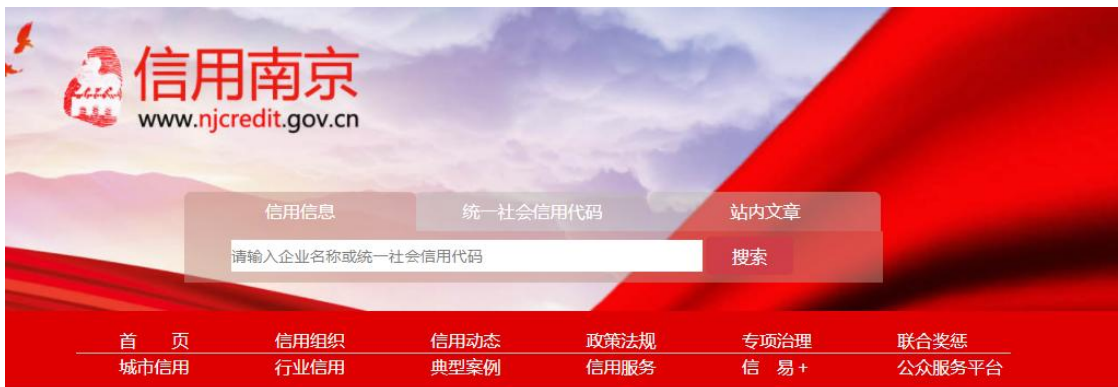 信用南京
www.njcredit.gov.cn
信用信息 统一社会信用代码 站内文章
请输入企业名称或统一社会信用代码 搜索
首 页 信用组织 信用动态 政策法规 专项治理 联合奖惩
城市信用 行业信用 典型案例 信用服务 信 易+ 公众服务平台